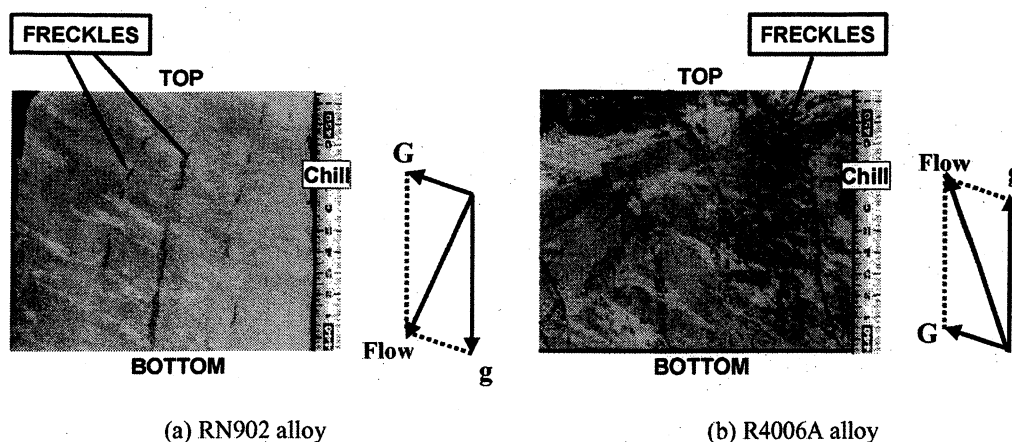 FRECKLES
TOP
Chill
BOTTOM
G
Flow
g
(a) RN902 alloy
FRECKLES
TOP
Chill
BOTTOM
Flow
g
G
(b) R4006A alloy